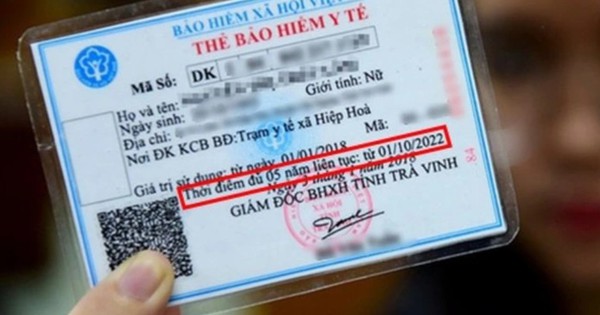 BẢO HIỂM XÃ HỘI VIỆT
THẺ BẢO HIỂM Y TẾ
Mã Số: DK
Họ và tên:
Ngày sinh: Giới tính: Nữ
Địa chỉ:
Nơi ĐK KCB BĐ:Trạm y tế xã Hiệp Hoà Mã:
Giá trị sử dụng: từ ngày 01/01/2018
Thời điểm đủ 05 năm liên tục: từ 01/10/2022
GIÁM ĐỐC BHXH TỈNH TRÀ VINH
84